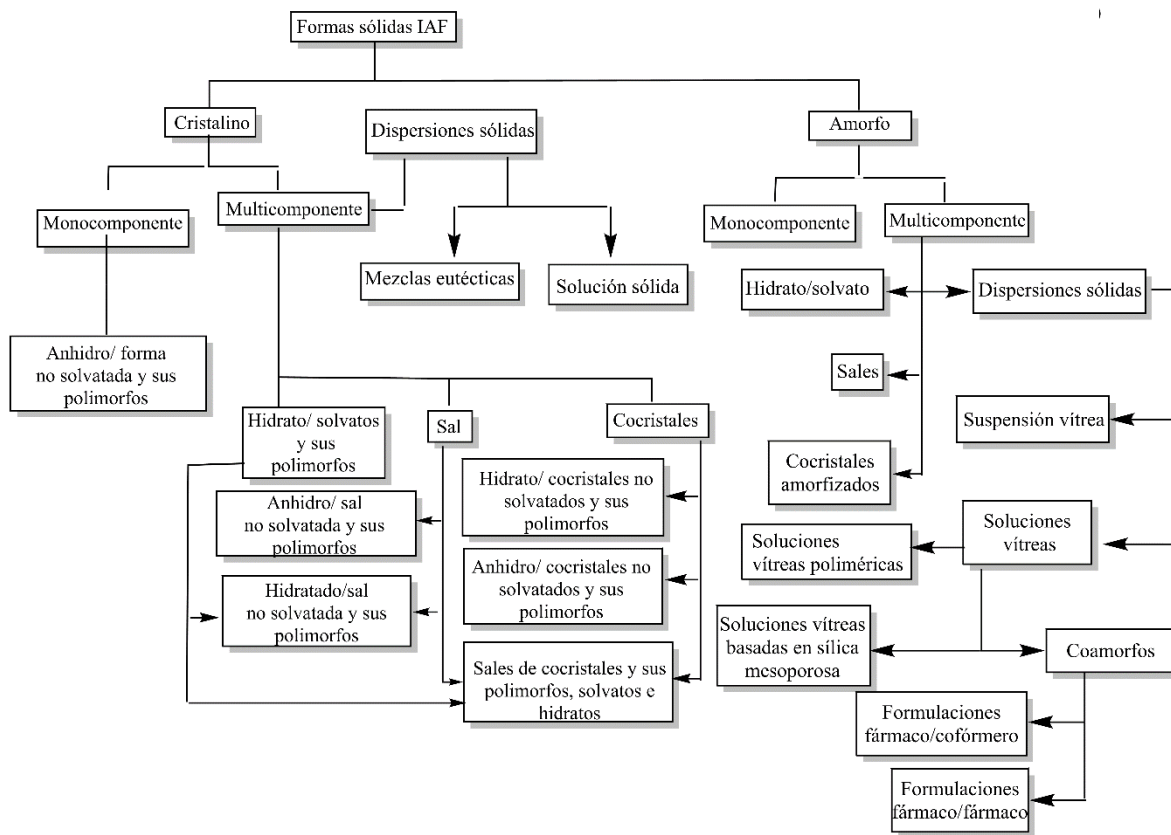 Formas sólidas IAF
Cristalino
Dispersiones sólidas
Amorfo
Monocomponente
Multicomponente
Monocomponente
Multicomponente
Mezclas eutécticas
Solución sólida
Hidrato/solvato
Dispersiones sólidas
Anhidro/ forma
no solvatada y sus
polimorfos
Sales
Hidrato/ solvatos
y sus
polimorfos
Sal
Cocristales
Suspensión vítrea
Cocristales
amorfizados
Hidrato/ cocristales no
solvatados y sus
polimorfos
Anhidro/ sal
no solvatada y sus
polimorfos
Soluciones
vítreas
Soluciones
vítreas poliméricas
Anhidro/ cocristales no
solvatados y sus
polimorfos
Hidratado/sal
no solvatada y sus
polimorfos
Soluciones vítreas
basadas en sílica
mesoporosa
Coamorfos
Sales de cocristales y sus
polimorfos, solvatos e
hidratos
Formulaciones
fármaco/cofórmero
Formulaciones
fármaco/fármaco